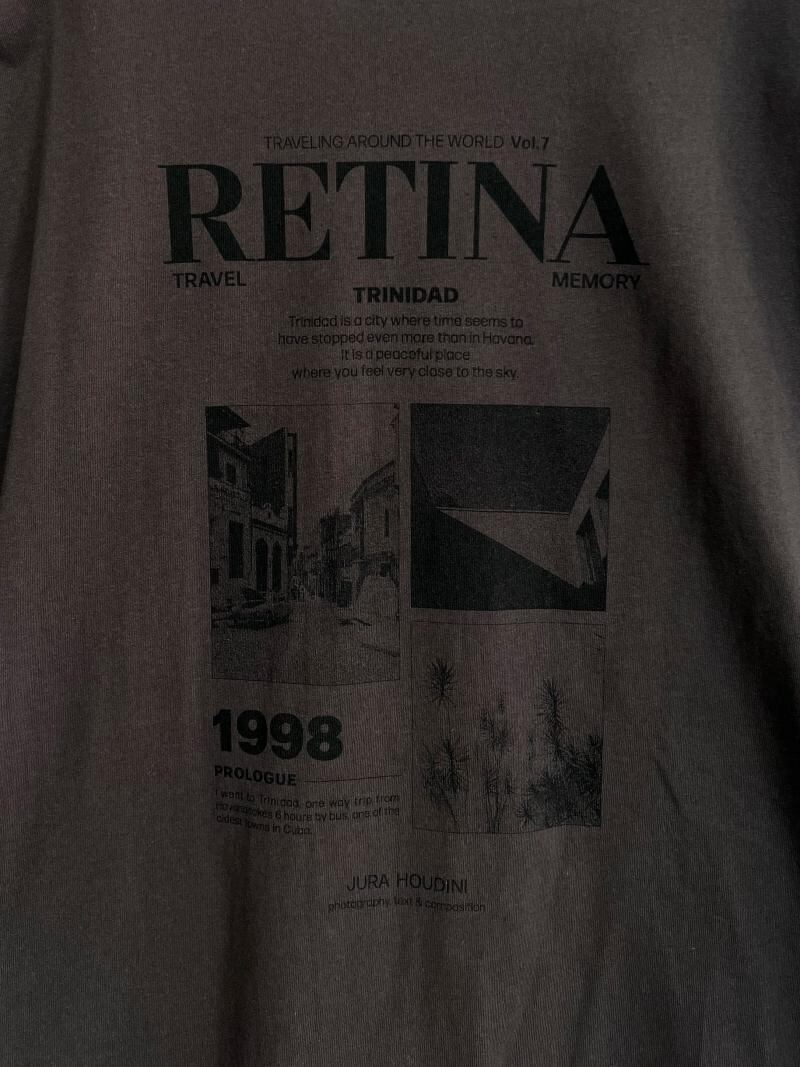 TRAVELING AROUND THE WORLD Vol.7
RETINA
TRAVEL
MEMORY
TRINIDAD
Trinidad is a city where time seems to
have stopped even more than in Havana.
It is a peaceful place
where you feel very close to the sky.
1998
PROLOGUE
I went to Trinidad, one way trip from
Havana takes 6 hours by bus, one of the
oldest towns in Cuba.
JURA HOUDINI
photography, text & composition